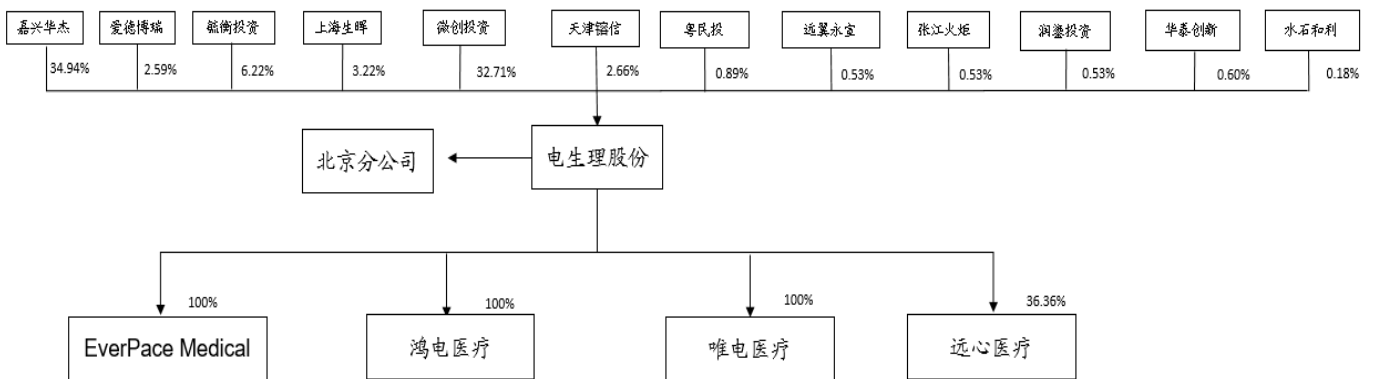 嘉兴华杰 爱德博瑞 毓衡投资 上海生晖 微创投资 天津镕信 粤民投 远翼永宣 张江火炬 润鎏投资 华泰创新 水石和利
34.94% 2.59% 6.22% 3.22% 32.71% 2.66% 0.89% 0.53% 0.53% 0.53% 0.60% 0.18%
北京分公司 电生理股份
100% 100% 100% 36.36%
EverPace Medical 鸿电医疗 唯电医疗 远心医疗